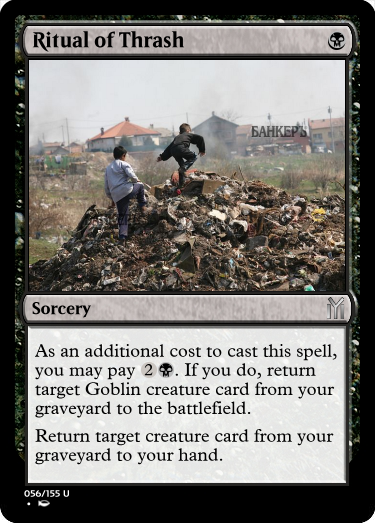 Ritual of Thrash
БАНКЕРЪ
Sorcery
As an additional cost to cast this spell,
you may pay 2. If you do, return
target Goblin creature card from your
graveyard to the battlefield.
Return target creature card from your
graveyard to your hand.
056/155 U